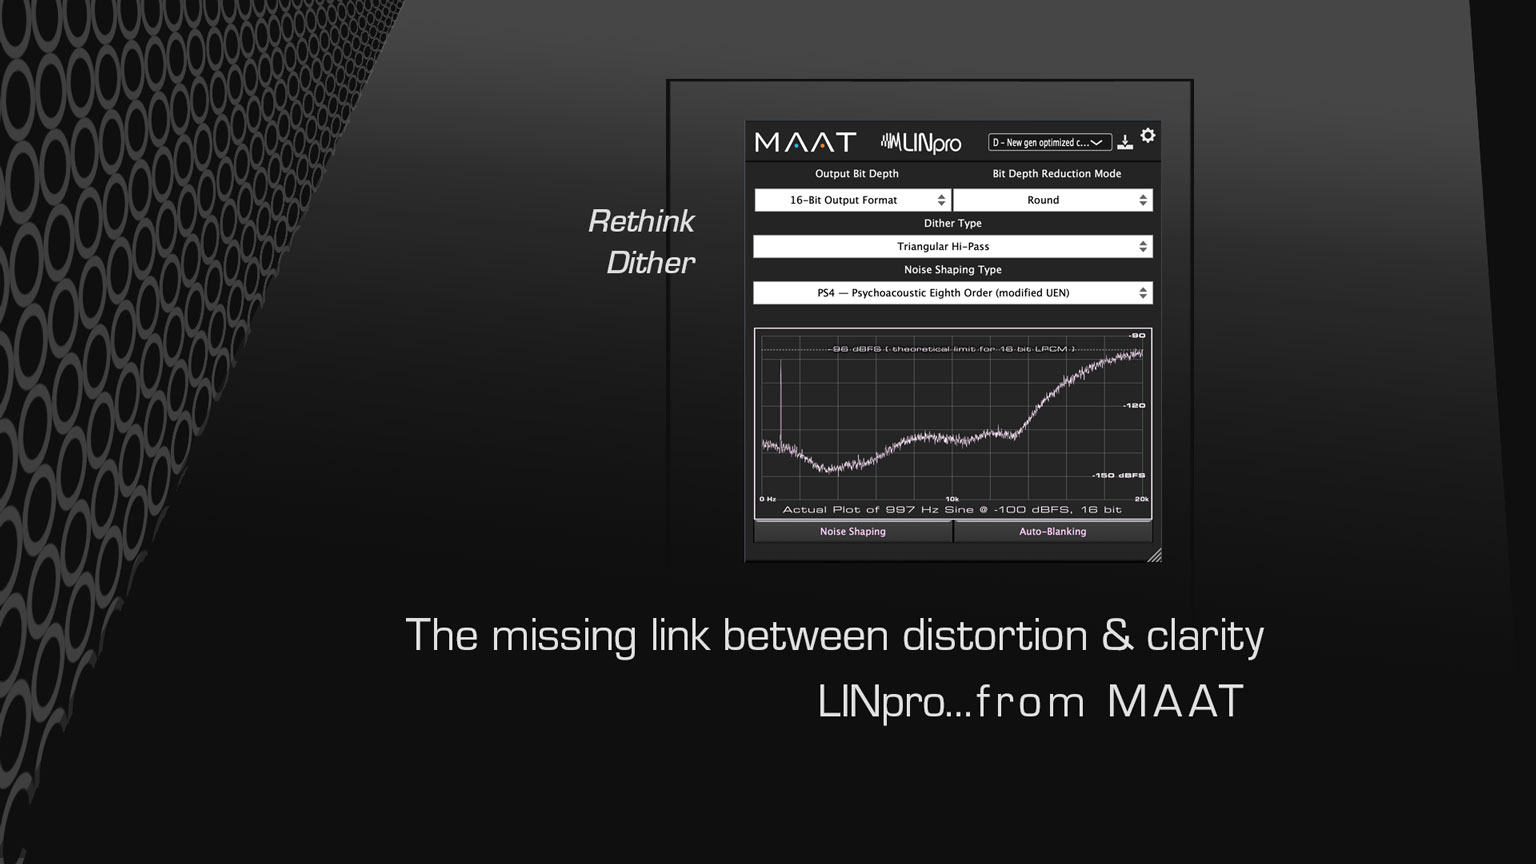 MAAT LINpro D - New gen optimized c...
Output Bit Depth Bit Depth Reduction Mode
16-Bit Output Format Round
Rethink
Dither
Dither Type
Triangular Hi-Pass
Noise Shaping Type
PS4 — Psychoacoustic Eighth Order (modified UEN)
-90
-96 dBFS ( theoretical limit for 16 bit LPCM )
-120
-150 dBFS
0 Hz 10k 20k
Actual Plot of 997 Hz Sine @ -100 dBFS, 16 bit
Noise Shaping Auto-Blanking
The missing link between distortion & clarity
LINpro...from MAAT